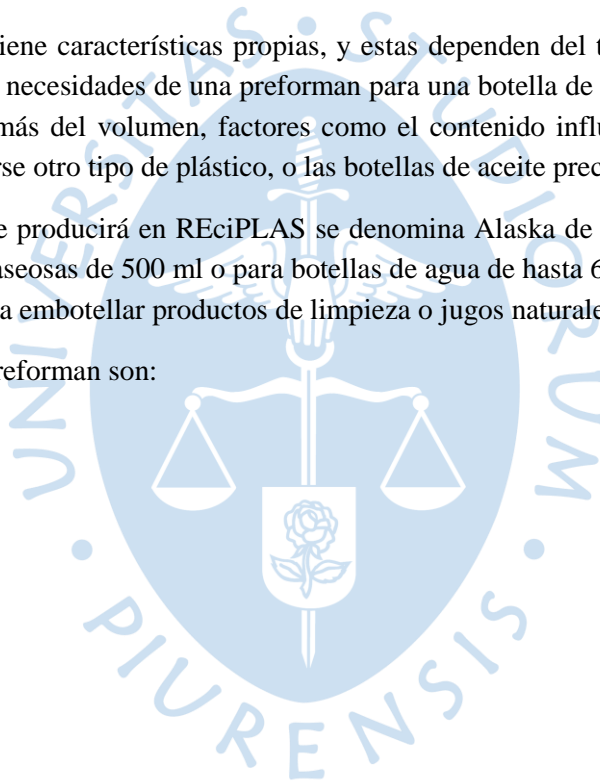 iene características propias, y estas dependen del t
necesidades de una preforman para una botella de
más del volumen, factores como el contenido influ
rse otro tipo de plástico, o las botellas de aceite prec
e producirá en REciPLAS se denomina Alaska de
aseosas de 500 ml o para botellas de agua de hasta 6
a embotellar productos de limpieza o jugos naturale
reforman son:
UNIVERSITAS • STUDIORUM • PIURENSIS